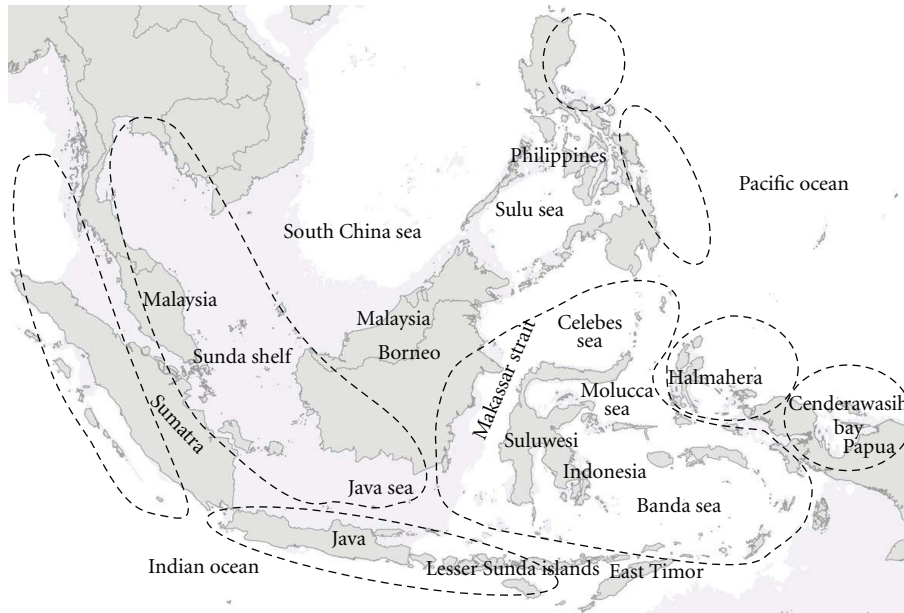 Philippines
Pacific ocean
Sulu sea
South China sea
Malaysia
Malaysia
Celebes
sea
Sunda shelf
Borneo
Makassar strait
Halmahera
Molucca
sea
Cenderawasih
bay
Papua
Sumatra
Suluwesi
Indonesia
Java sea
Banda sea
Java
Indian ocean
Lesser Sunda islands
East Timor